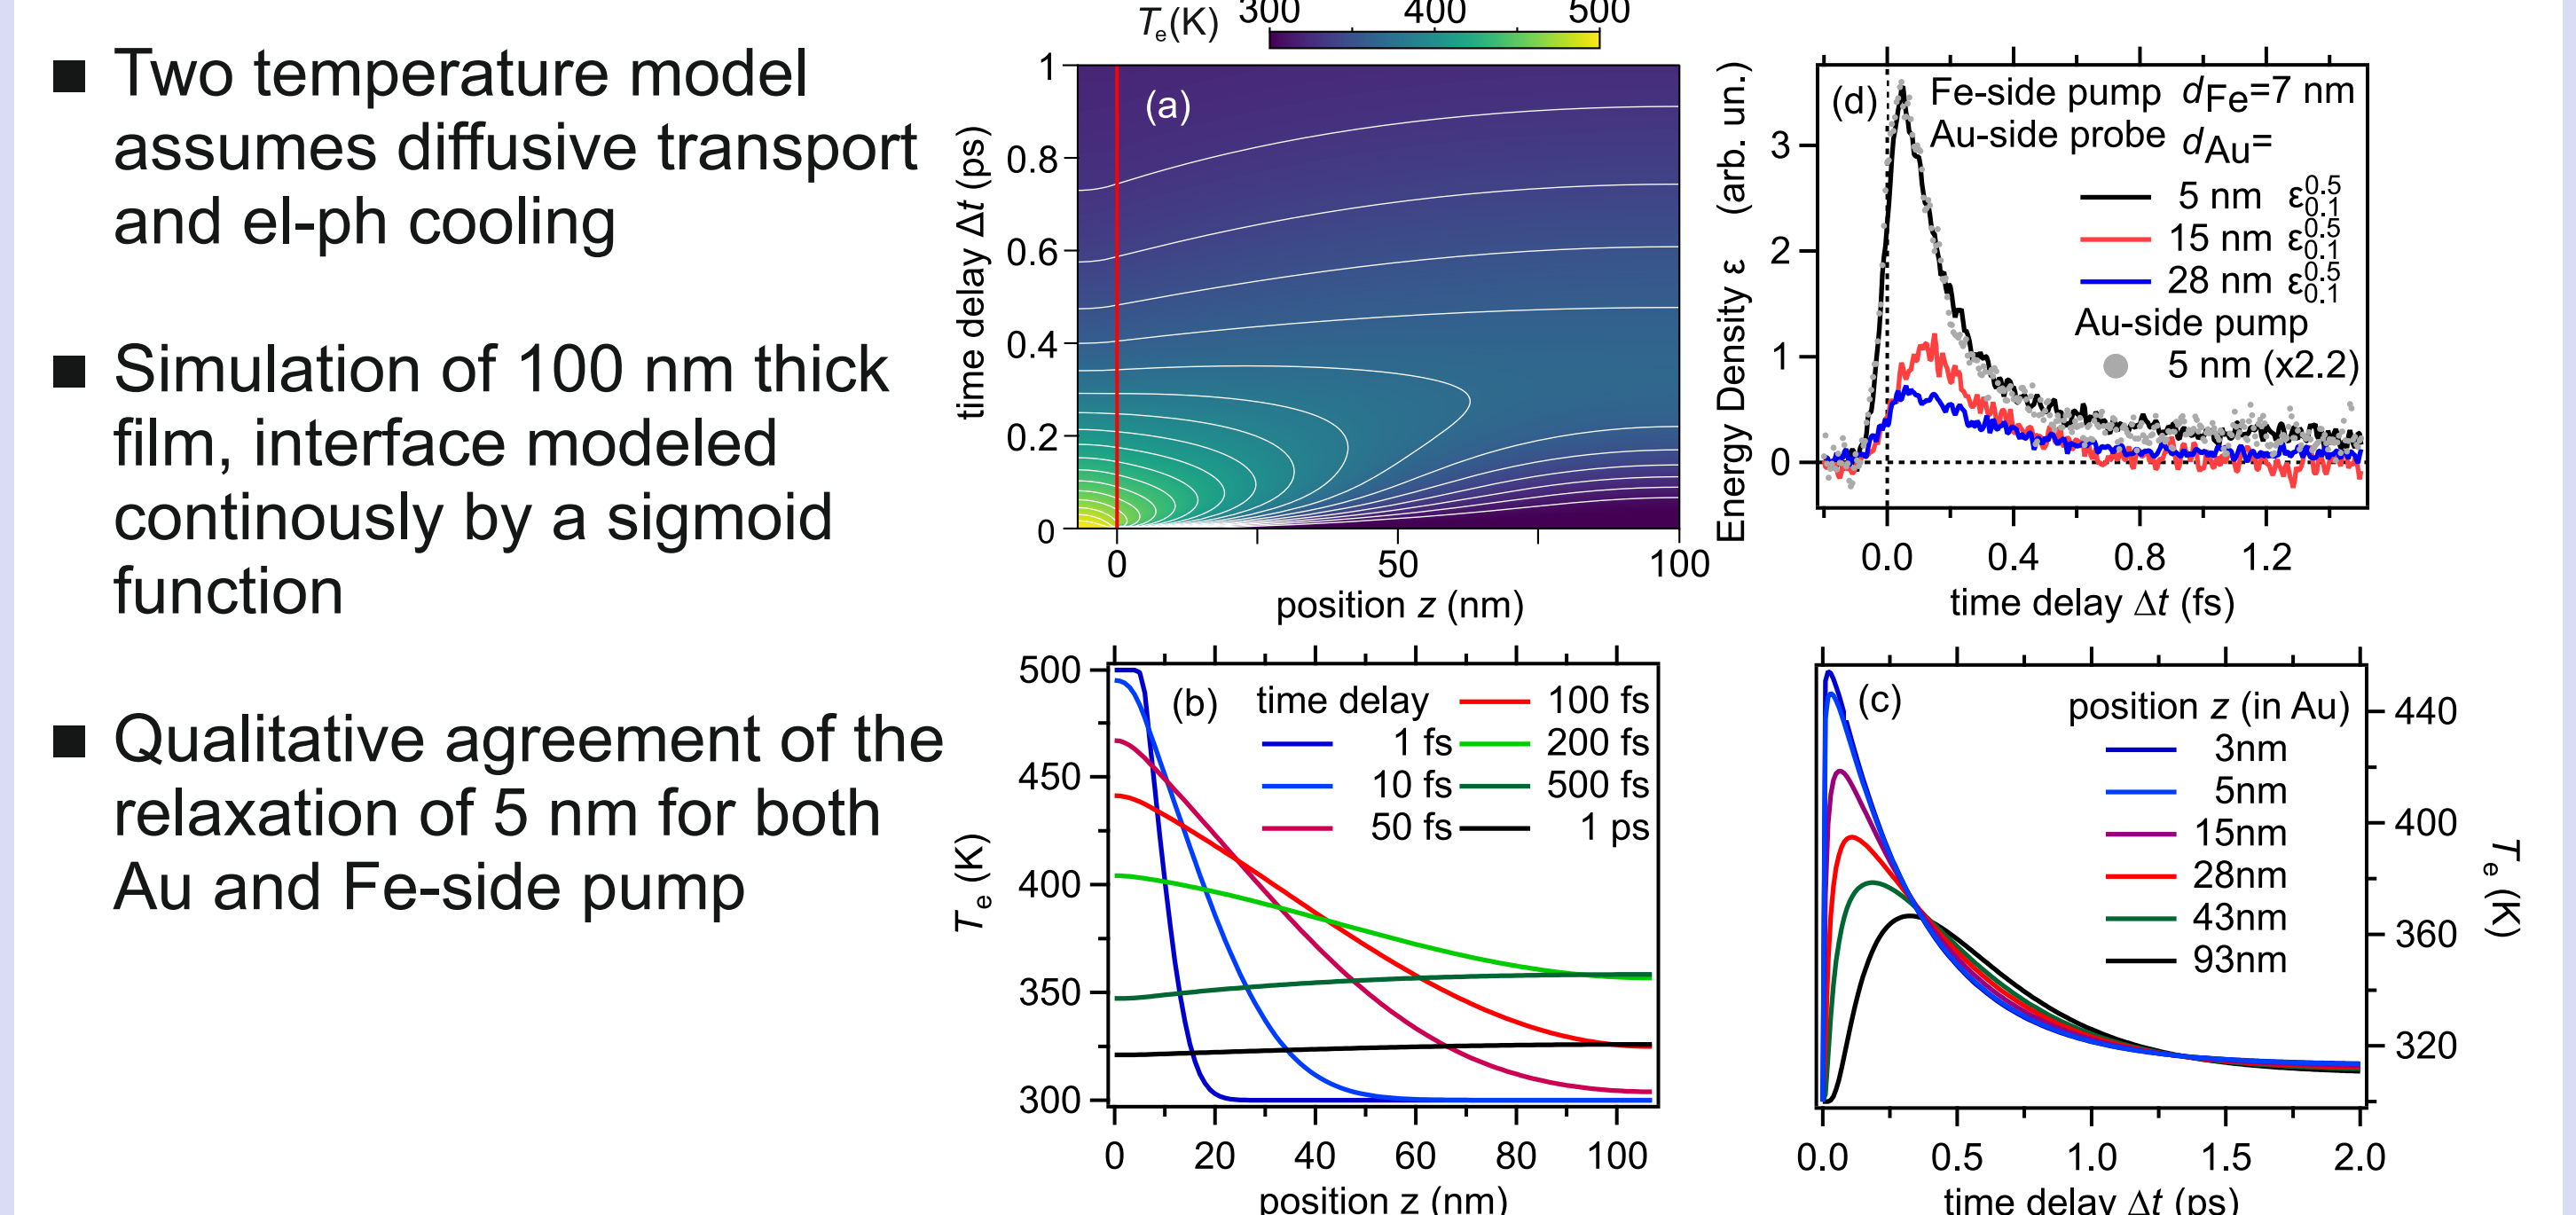 ■ Two temperature model
assumes diffusive transport
and el-ph cooling
■ Simulation of 100 nm thick
film, interface modeled
continously by a sigmoid
function
■ Qualitative agreement of the
relaxation of 5 nm for both
Au and Fe-side pump
Te(K) 300 400 500
(a)
1
0.8
0.6
0.4
0.2
0
time delay Δt (ps)
0 50 100
position z (nm)
(d) Fe-side pump dFe=7 nm
Au-side probe dAu=
5 nm ε0.1^0.5
15 nm ε0.1^0.5
28 nm ε0.1^0.5
Au-side pump
5 nm (x2.2)
3
2
1
0
Energy Density ε (arb. un.)
0.0 0.4 0.8 1.2
time delay Δt (fs)
(b) time delay
1 fs
10 fs
50 fs
100 fs
200 fs
500 fs
1 ps
500
450
400
350
300
Te (K)
0 20 40 60 80 100
position z (nm)
(c) position z (in Au)
3nm
5nm
15nm
28nm
43nm
93nm
440
400
360
320
Te (K)
0.0 0.5 1.0 1.5 2.0
time delay Δt (ps)